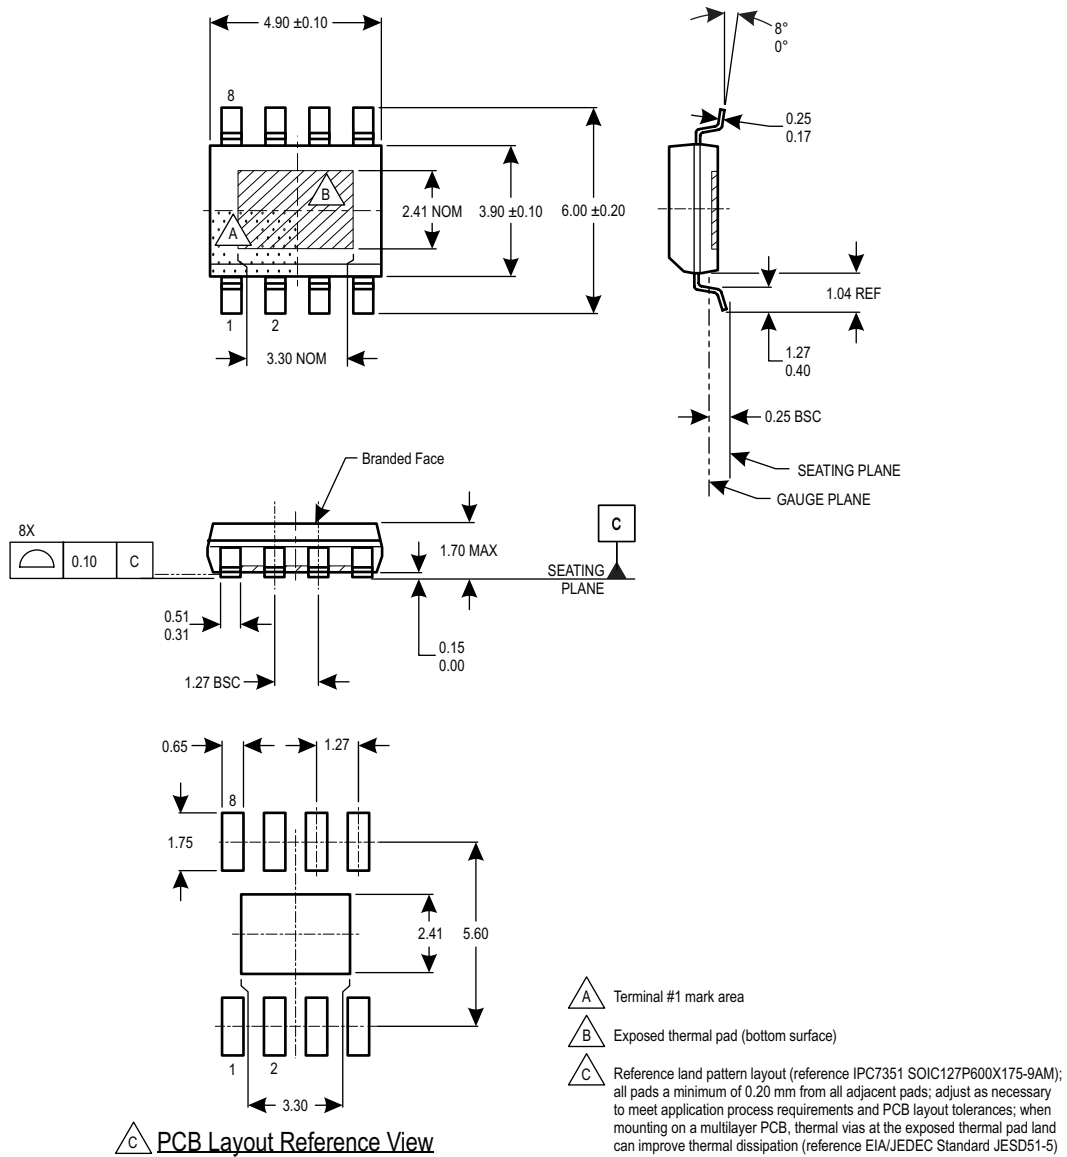 4.90 ±0.10
8
B
A
2.41 NOM
3.90 ±0.10
6.00 ±0.20
1
2
3.30 NOM
8°
0°
0.25
0.17
1.04 REF
1.27
0.40
0.25 BSC
SEATING PLANE
GAUGE PLANE
Branded Face
8X
0.10
C
1.70 MAX
C
SEATING
PLANE
0.51
0.31
0.15
0.00
1.27 BSC
0.65
1.27
8
1.75
2.41
5.60
1
2
3.30
C PCB Layout Reference View
A Terminal #1 mark area
B Exposed thermal pad (bottom surface)
C Reference land pattern layout (reference IPC7351 SOIC127P600X175-9AM);
all pads a minimum of 0.20 mm from all adjacent pads; adjust as necessary
to meet application process requirements and PCB layout tolerances; when
mounting on a multilayer PCB, thermal vias at the exposed thermal pad land
can improve thermal dissipation (reference EIA/JEDEC Standard JESD51-5)